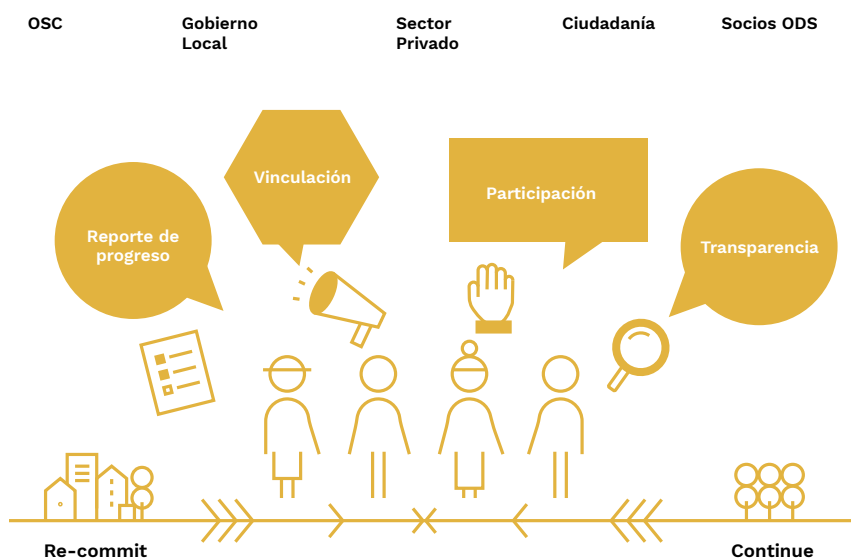 OSC
Gobierno
Local
Sector
Privado
Ciudadanía
Socios ODS
Vinculación
Participación
Reporte de
progreso
Transparencia
Re-commit
Continue